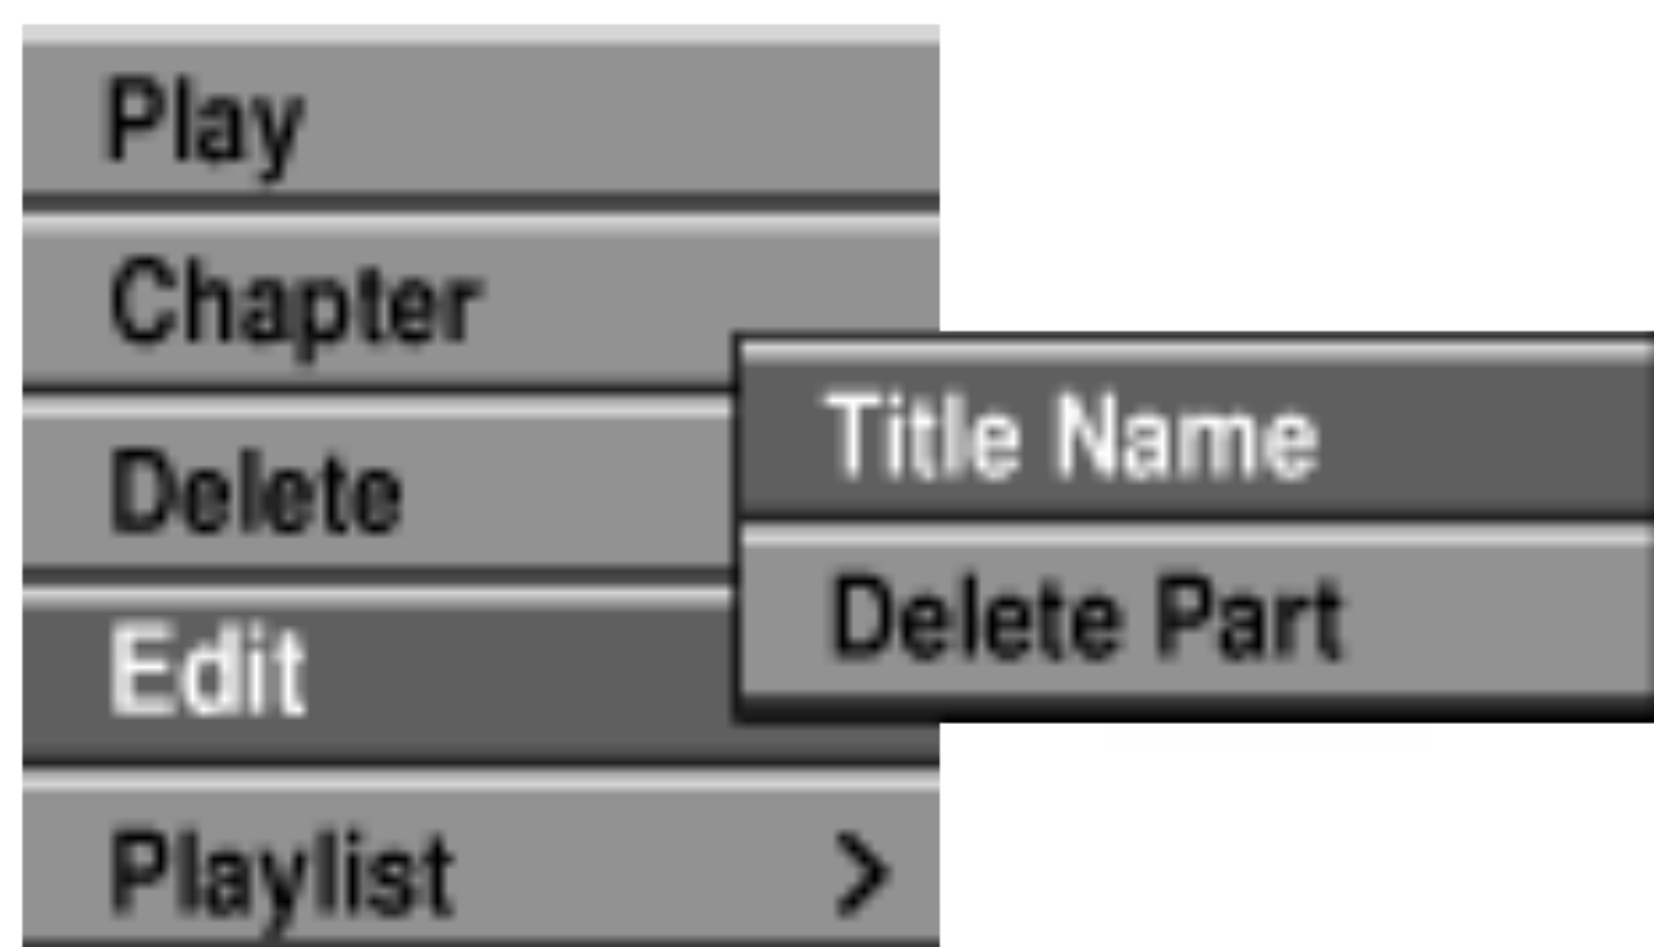 Play
Chapter
Delete
Edit
Title Name
Delete Part
Playlist >